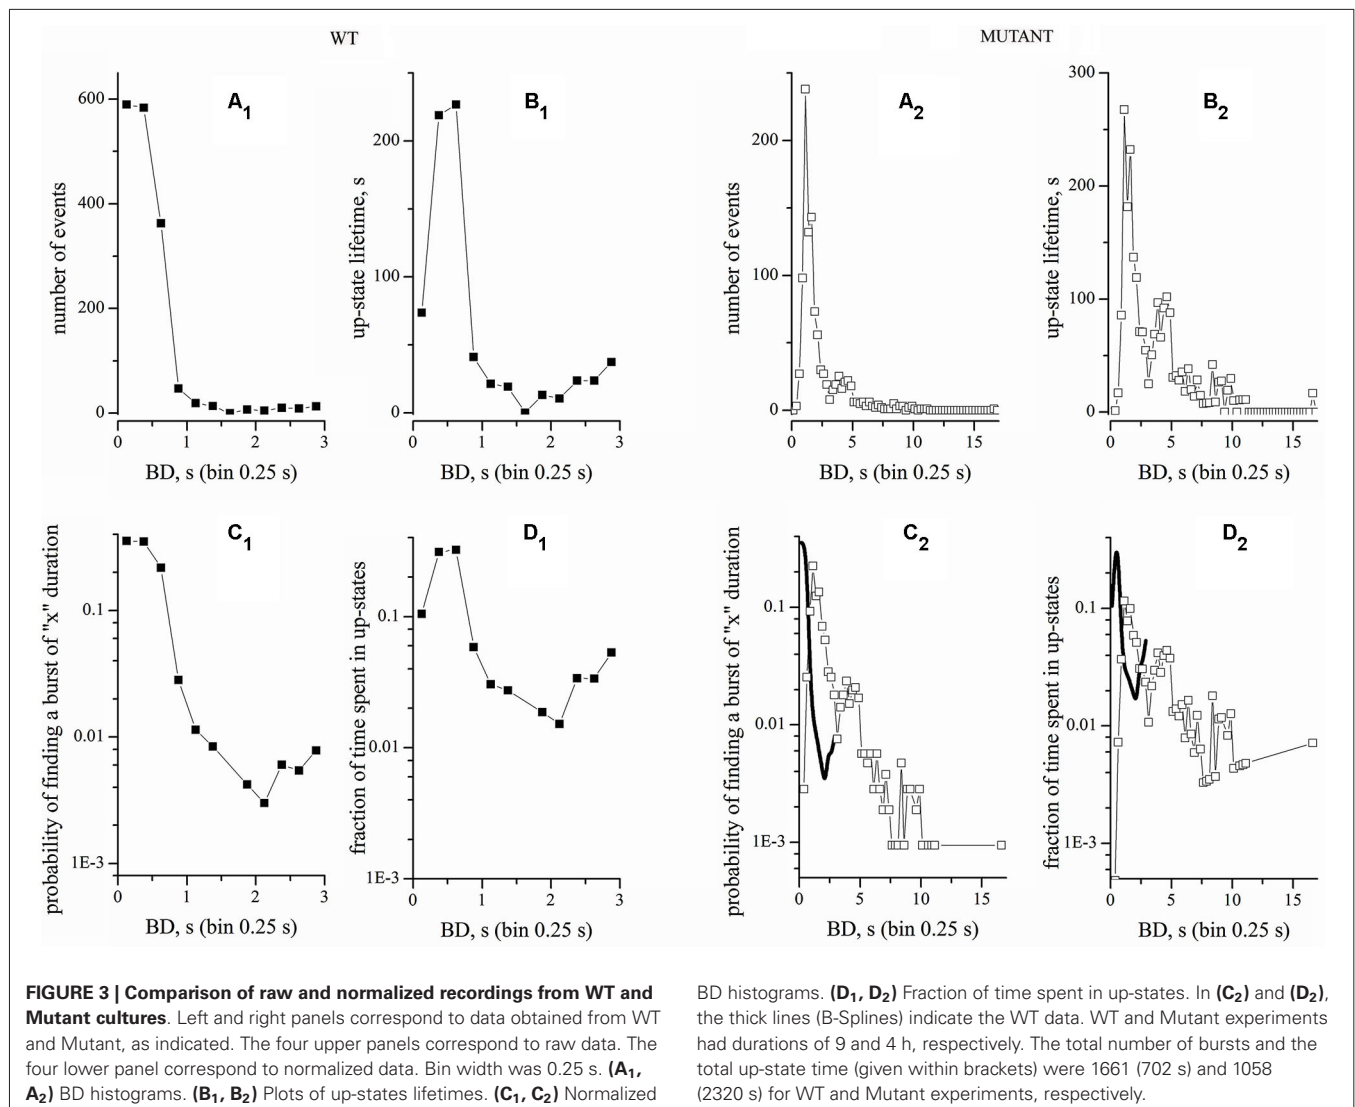 WT
MUTANT
A1
number of events
600
400
200
0
0 1 2 3
BD, s (bin 0.25 s)
B1
up-state lifetime, s
200
100
0
0 1 2 3
BD, s (bin 0.25 s)
A2
number of events
200
100
0
0 5 10 15
BD, s (bin 0.25 s)
B2
up-state lifetime, s
300
200
100
0
0 5 10 15
BD, s (bin 0.25 s)
C1
probability of finding a burst of "x" duration
0.1
0.01
1E-3
0 1 2 3
BD, s (bin 0.25 s)
D1
fraction of time spent in up-states
0.1
0.01
1E-3
0 1 2 3
BD, s (bin 0.25 s)
C2
probability of finding a burst of "x" duration
0.1
0.01
1E-3
0 5 10 15
BD, s (bin 0.25 s)
D2
fraction of time spent in up-states
0.1
0.01
1E-3
0 5 10 15
BD, s (bin 0.25 s)
FIGURE 3 | Comparison of raw and normalized recordings from WT and
Mutant cultures. Left and right panels correspond to data obtained from WT
and Mutant, as indicated. The four upper panels correspond to raw data. The
four lower panel correspond to normalized data. Bin width was 0.25 s. (A1,
A2) BD histograms. (B1, B2) Plots of up-states lifetimes. (C1, C2) Normalized
BD histograms. (D1, D2) Fraction of time spent in up-states. In (C2) and (D2),
the thick lines (B-Splines) indicate the WT data. WT and Mutant experiments
had durations of 9 and 4 h, respectively. The total number of bursts and the
total up-state time (given within brackets) were 1661 (702 s) and 1058
(2320 s) for WT and Mutant experiments, respectively.